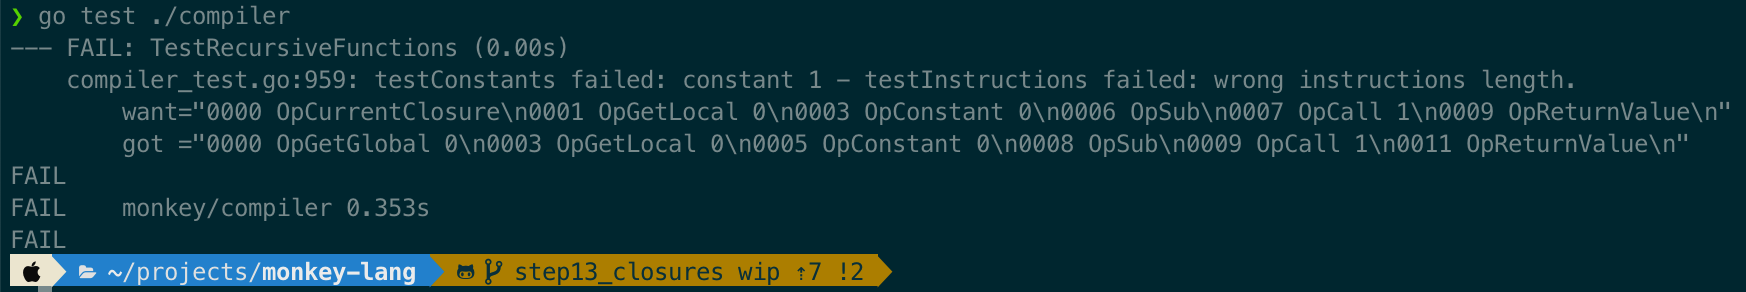 ❯ go test ./compiler
--- FAIL: TestRecursiveFunctions (0.00s)
    compiler_test.go:959: testConstants failed: constant 1 - testInstructions failed: wrong instructions length.
        want="0000 OpCurrentClosure\n0001 OpGetLocal 0\n0003 OpConstant 0\n0006 OpSub\n0007 OpCall 1\n0009 OpReturnValue\n"
        got ="0000 OpGetGlobal 0\n0003 OpGetLocal 0\n0005 OpConstant 0\n0008 OpSub\n0009 OpCall 1\n0011 OpReturnValue\n"
FAIL
FAIL    monkey/compiler 0.353s
FAIL
~/projects/monkey-lang step13_closures wip ⇡7 !2